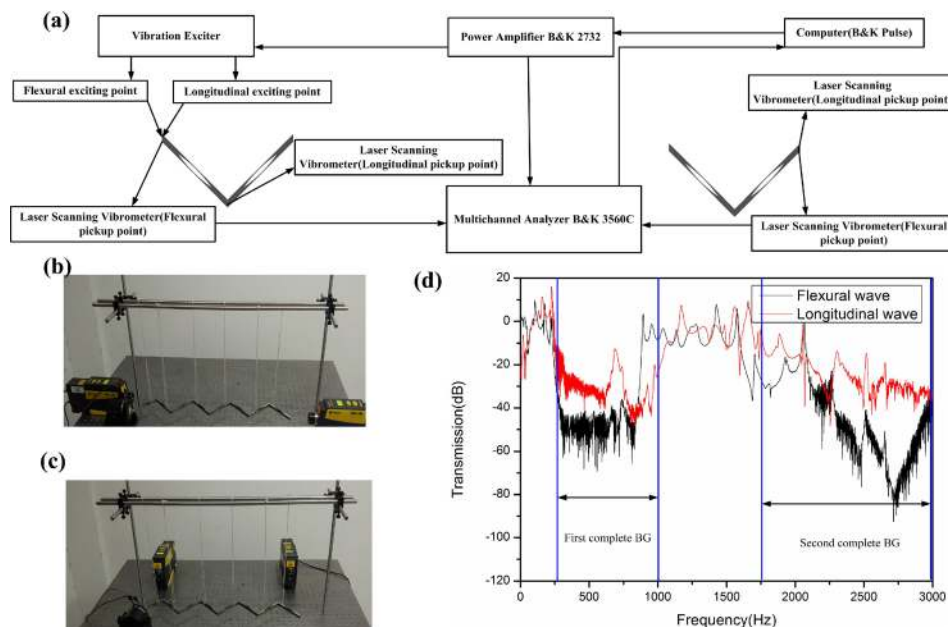 (a)
Vibration Exciter
Power Amplifier B&K 2732
Computer(B&K Pulse)
Flexural exciting point
Longitudinal exciting point
Laser Scanning
Vibrometer(Longitudinal pickup point)
Laser Scanning
Vibrometer(Longitudinal pickup point)
Laser Scanning Vibrometer(Flexural
pickup point)
Multichannel Analyzer B&K 3560C
Laser Scanning Vibrometer(Flexural
pickup point)
(b)
(c)
(d)
20
0
-20
-40
-60
-80
-100
-120
Transmission(dB)
Flexural wave
Longitudinal wave
First complete BG
Second complete BG
0
500
1000
1500
2000
2500
3000
Frequency(Hz)